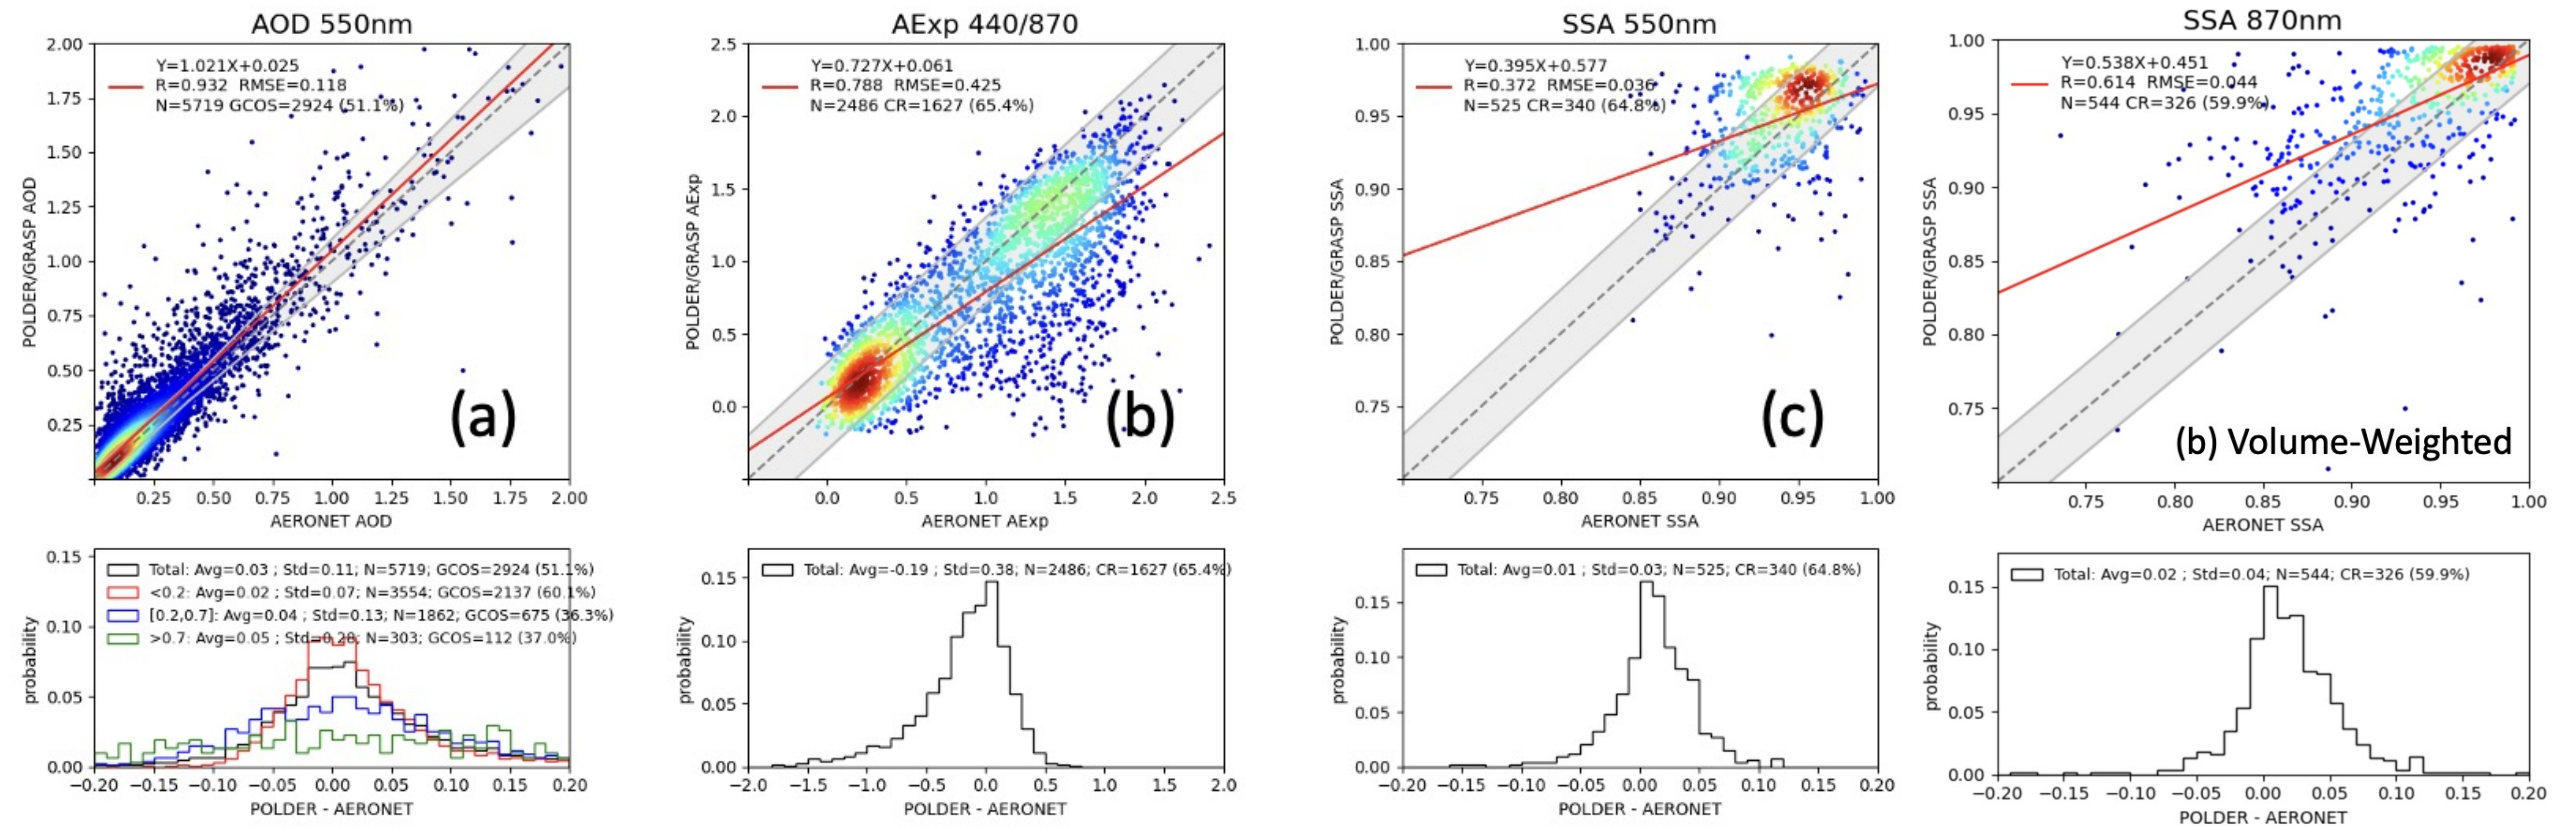 AOD 550nm
Y=1.021X+0.025
R=0.932 RMSE=0.118
N=5719 GCOS=2924 (51.1%)
2.00
1.75
1.50
1.25
1.00
0.75
0.50
0.25
POLDER/GRASP AOD
(a)
0.25 0.50 0.75 1.00 1.25 1.50 1.75 2.00
AERONET AOD
AExp 440/870
Y=0.727X+0.061
R=0.788 RMSE=0.425
N=2486 CR=1627 (65.4%)
2.5
2.0
1.5
1.0
0.5
0.0
POLDER/GRASP AExp
(b)
0.0 0.5 1.0 1.5 2.0 2.5
AERONET AExp
SSA 550nm
Y=0.395X+0.577
R=0.372 RMSE=0.036
N=525 CR=340 (64.8%)
1.00
0.95
0.90
0.85
0.80
0.75
POLDER/GRASP SSA
(c)
0.75 0.80 0.85 0.90 0.95 1.00
AERONET SSA
SSA 870nm
Y=0.538X+0.451
R=0.614 RMSE=0.044
N=544 CR=326 (59.9%)
1.00
0.95
0.90
0.85
0.80
0.75
POLDER/GRASP SSA
(b) Volume-Weighted
0.75 0.80 0.85 0.90 0.95 1.00
AERONET SSA
Total: Avg=0.03 ; Std=0.11; N=5719; GCOS=2924 (51.1%)
<0.2: Avg=0.02 ; Std=0.07; N=3554; GCOS=2137 (60.1%)
[0.2,0.7]: Avg=0.04 ; Std=0.13; N=1862; GCOS=675 (36.3%)
>0.7: Avg=0.05 ; Std=0.28; N=303; GCOS=112 (37.0%)
0.15
0.10
0.05
0.00
probability
−0.20 −0.15 −0.10 −0.05 0.00 0.05 0.10 0.15 0.20
POLDER - AERONET
Total: Avg=-0.19 ; Std=0.38; N=2486; CR=1627 (65.4%)
0.15
0.10
0.05
0.00
probability
−2.0 −1.5 −1.0 −0.5 0.0 0.5 1.0 1.5 2.0
POLDER - AERONET
Total: Avg=0.01 ; Std=0.03; N=525; CR=340 (64.8%)
0.15
0.10
0.05
0.00
probability
−0.20 −0.15 −0.10 −0.05 0.00 0.05 0.10 0.15 0.20
POLDER - AERONET
Total: Avg=0.02 ; Std=0.04; N=544; CR=326 (59.9%)
0.15
0.10
0.05
0.00
probability
−0.20 −0.15 −0.10 −0.05 0.00 0.05 0.10 0.15 0.20
POLDER - AERONET